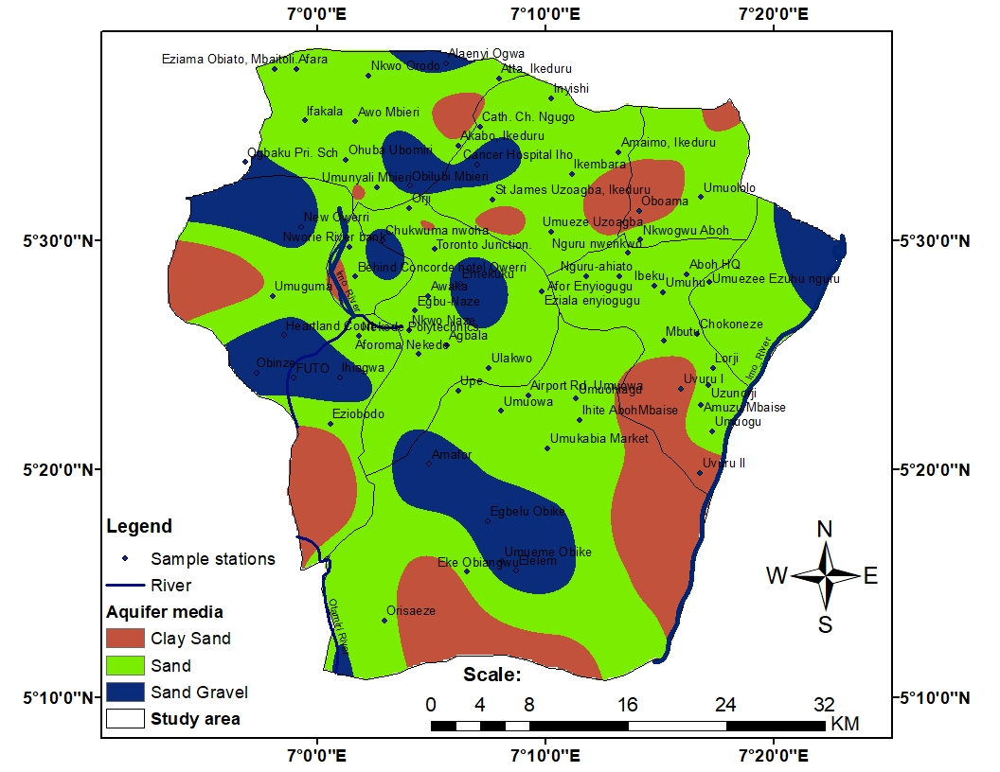 7°0'0"E 7°10'0"E 7°20'0"E
Alaenyi Ogwa
Eziama Obiato, Mbaitoli.Afara
Nkwo Orodo
Atta, Ikeduru
Inyishi
Ifakala
Awo Mbieri
Cath. Ch. Ngugo
Akabo, Ikeduru
Amaimo, Ikeduru
Ogbaku Pri. Sch
Ohuba Ubomiri
Cancer Hospital Iho
Ikembara
Umunyali Mbieri
Obilubi Mbieri
St James Uzoagba, Ikeduru
Umuololo
Orji
Oboama
New Owerri
Umueze Uzoagba
Chukwuma nwoha
Nkwogwu Aboh
Nworie River bank
5°30'0"N 5°30'0"N
Toronto Junction.
Nguru nwenkwo
Behind Concorde hotel Owerri
Emekuku
Nguru-ahiato
Aboh HQ
Ibeku
Umuhu
Umuezee Ezuhu nguru
Imo River
Umuguma
Awaka
Afor Enyiogugu
Egbu-Naze
Eziala enyiogugu
Nkwo Naze
Nekede Polytechnics
Agbala
Mbutu
Chokoneze
Aforoma Nekede
Imo River
Obinze
FUTO
Ihiagwa
Ulakwo
Lorji
Upe
Airport Rd, Umuowa
Uvuru I
Umuowa
Eziobodo
Ihite AbohMbaise
Amuzu Mbaise
Umuogu
Umukabia Market
Amafor
Uvuru II
5°20'0"N 5°20'0"N
Egbelu Obike
Umueme Obike
Eke Obiangwu
Elelem
Orisaeze
Otamiri River
Legend
Sample stations
River
Aquifer media
Clay Sand
Sand
Sand Gravel
Study area
N
W E
S
Scale:
0 4 8 16 24 32
KM
5°10'0"N 5°10'0"N
7°0'0"E 7°10'0"E 7°20'0"E